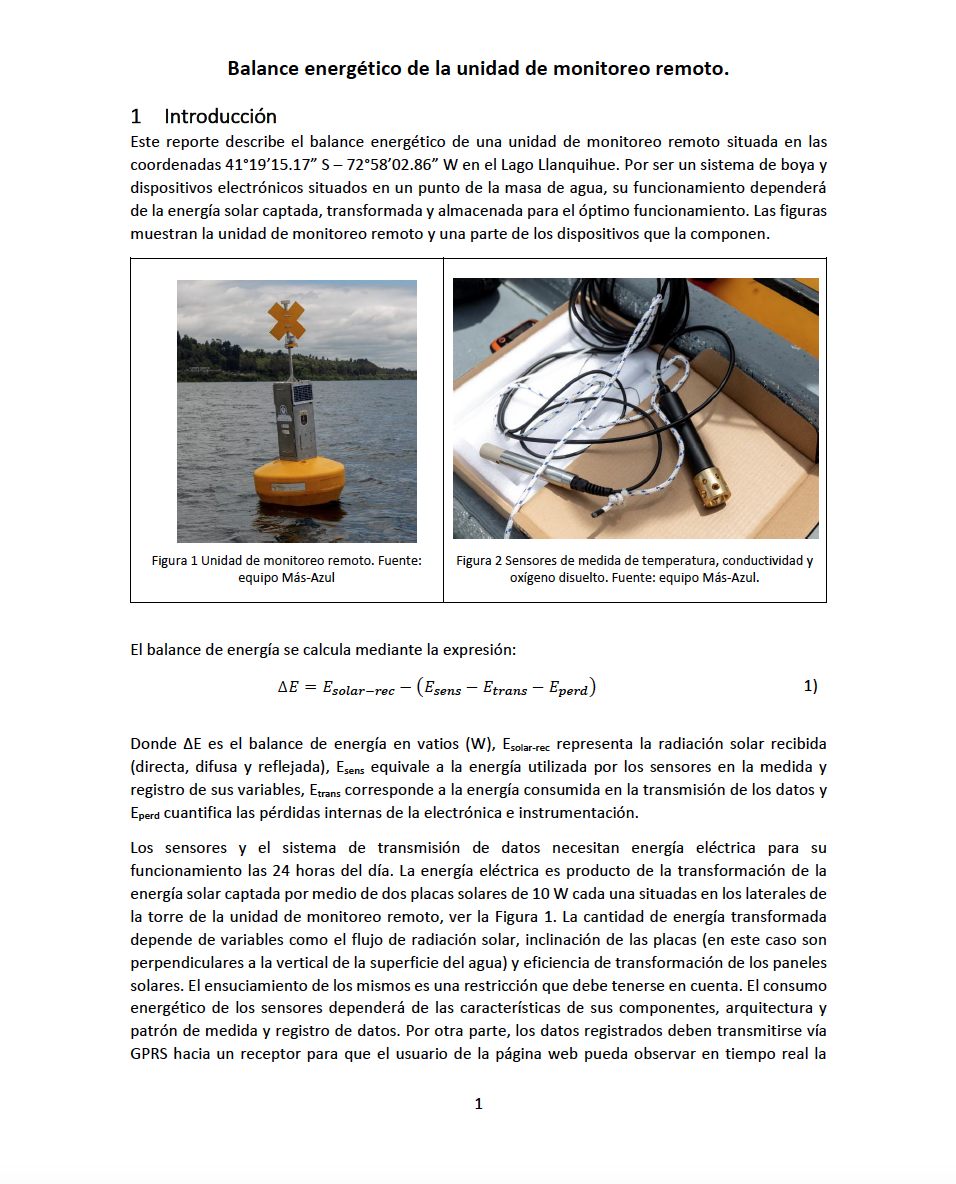 Balance energético de la unidad de monitoreo remoto.
1 Introducción
Este reporte describe el balance energético de una unidad de monitoreo remoto situada en las
coordenadas 41°19’15.17” S – 72°58’02.86” W en el Lago Llanquihue. Por ser un sistema de boya y
dispositivos electrónicos situados en un punto de la masa de agua, su funcionamiento dependerá
de la energía solar captada, transformada y almacenada para el óptimo funcionamiento. Las figuras
muestran la unidad de monitoreo remoto y una parte de los dispositivos que la componen.
Figura 1 Unidad de monitoreo remoto. Fuente:
equipo Más-Azul
Figura 2 Sensores de medida de temperatura, conductividad y
oxígeno disuelto. Fuente: equipo Más-Azul.
El balance de energía se calcula mediante la expresión:
ΔE = Esolar−rec − (Esens − Etrans − Eperd) 1)
Donde ΔE es el balance de energía en vatios (W), Esolar-rec representa la radiación solar recibida
(directa, difusa y reflejada), Esens equivale a la energía utilizada por los sensores en la medida y
registro de sus variables, Etrans corresponde a la energía consumida en la transmisión de los datos y
Eperd cuantifica las pérdidas internas de la electrónica e instrumentación.
Los sensores y el sistema de transmisión de datos necesitan energía eléctrica para su
funcionamiento las 24 horas del día. La energía eléctrica es producto de la transformación de la
energía solar captada por medio de dos placas solares de 10 W cada una situadas en los laterales de
la torre de la unidad de monitoreo remoto, ver la Figura 1. La cantidad de energía transformada
depende de variables como el flujo de radiación solar, inclinación de las placas (en este caso son
perpendiculares a la vertical de la superficie del agua) y eficiencia de transformación de los paneles
solares. El ensuciamiento de los mismos es una restricción que debe tenerse en cuenta. El consumo
energético de los sensores dependerá de las características de sus componentes, arquitectura y
patrón de medida y registro de datos. Por otra parte, los datos registrados deben transmitirse vía
GPRS hacia un receptor para que el usuario de la página web pueda observar en tiempo real la
1